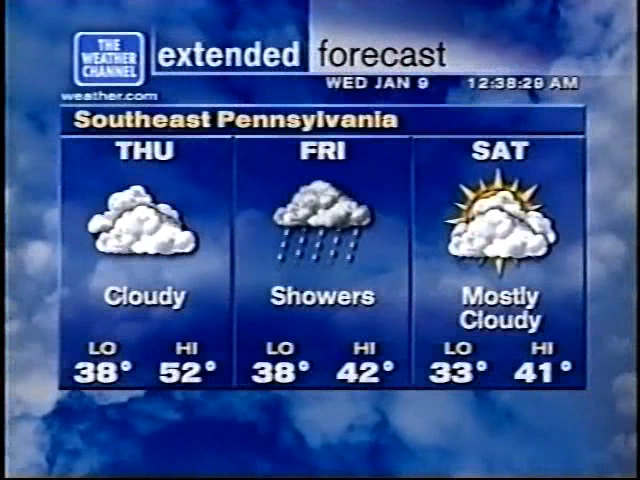 THE
WEATHER
CHANNEL
extended forecast
weather.com
WED JAN 9 12:38:29 AM
Southeast Pennsylvania
THU FRI SAT
Cloudy Showers Mostly
Cloudy
LO HI LO HI LO HI
38° 52° 38° 42° 33° 41°